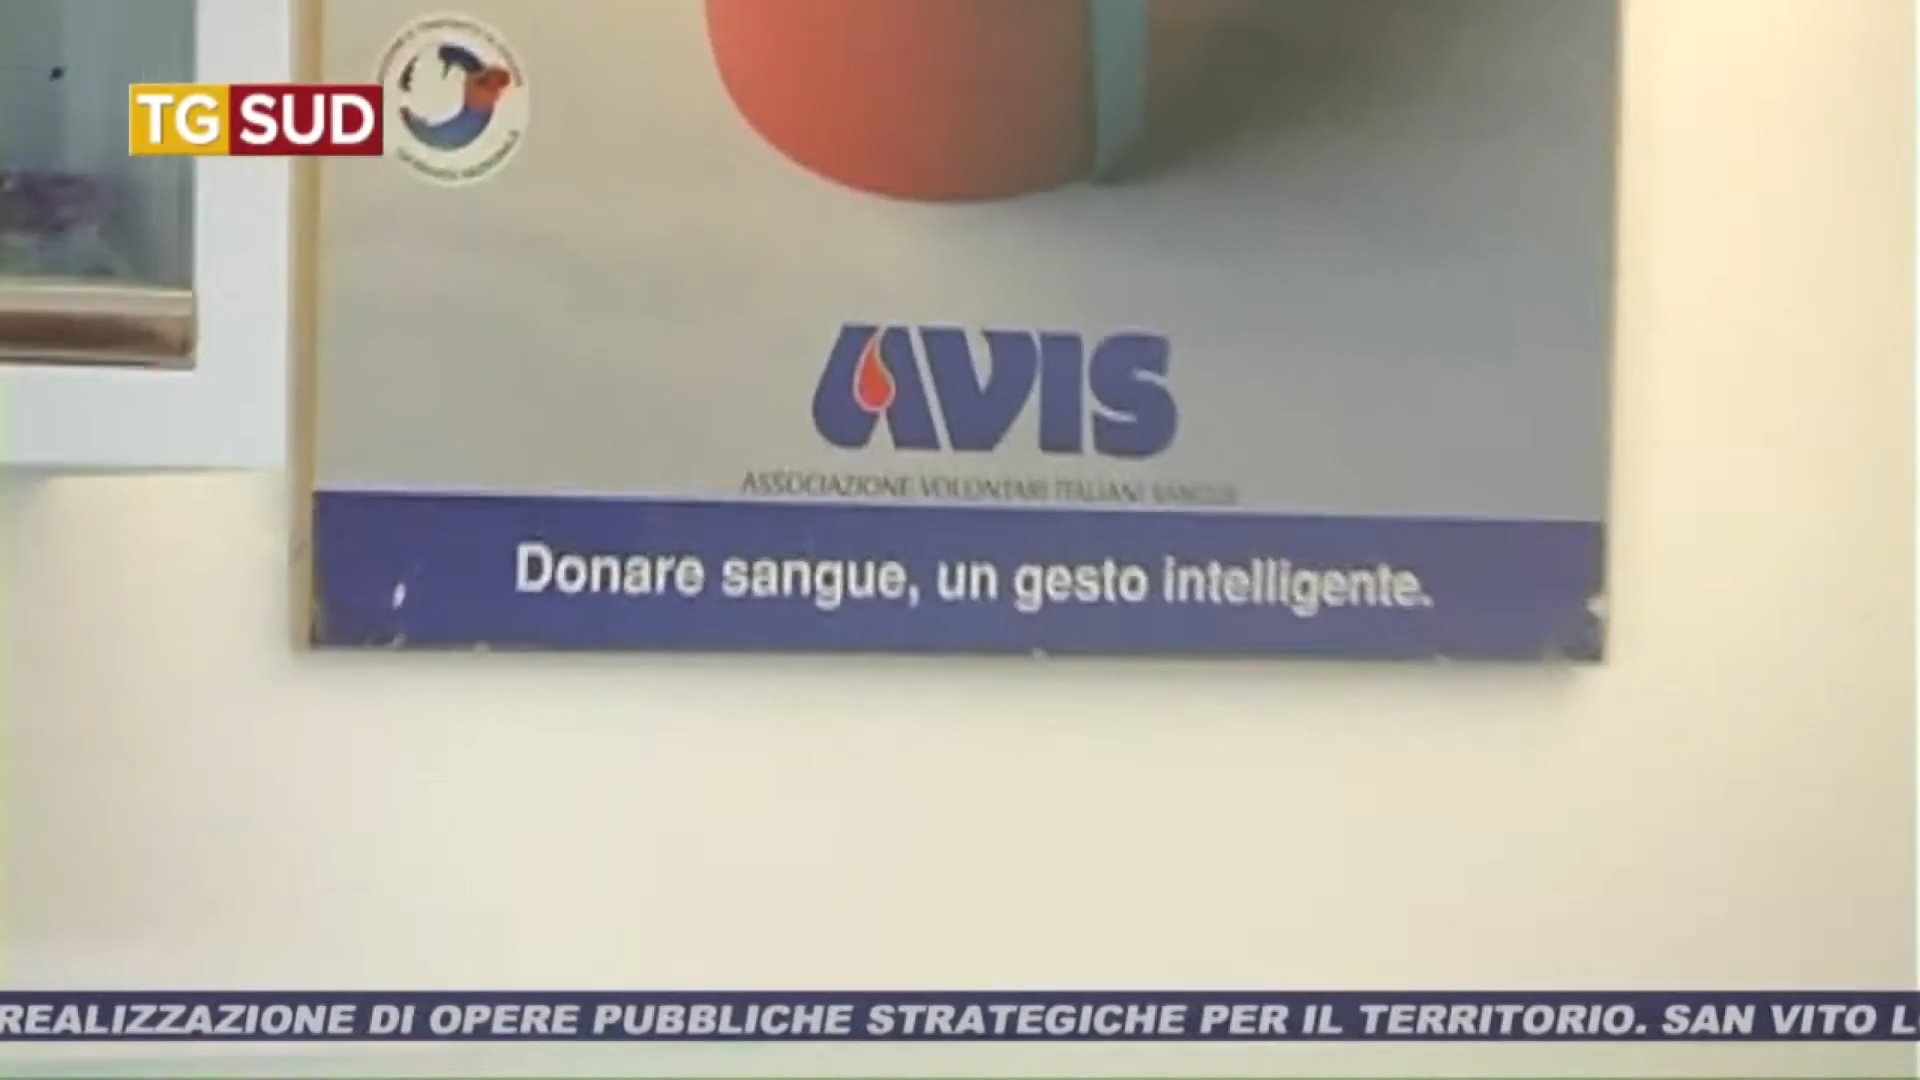 TG SUD
AVIS
ASSOCIAZIONE VOLONTARI ITALIANI SANGUE
Donare sangue, un gesto intelligente.
REALIZZAZIONE DI OPERE PUBBLICHE STRATEGICHE PER IL TERRITORIO. SAN VITO